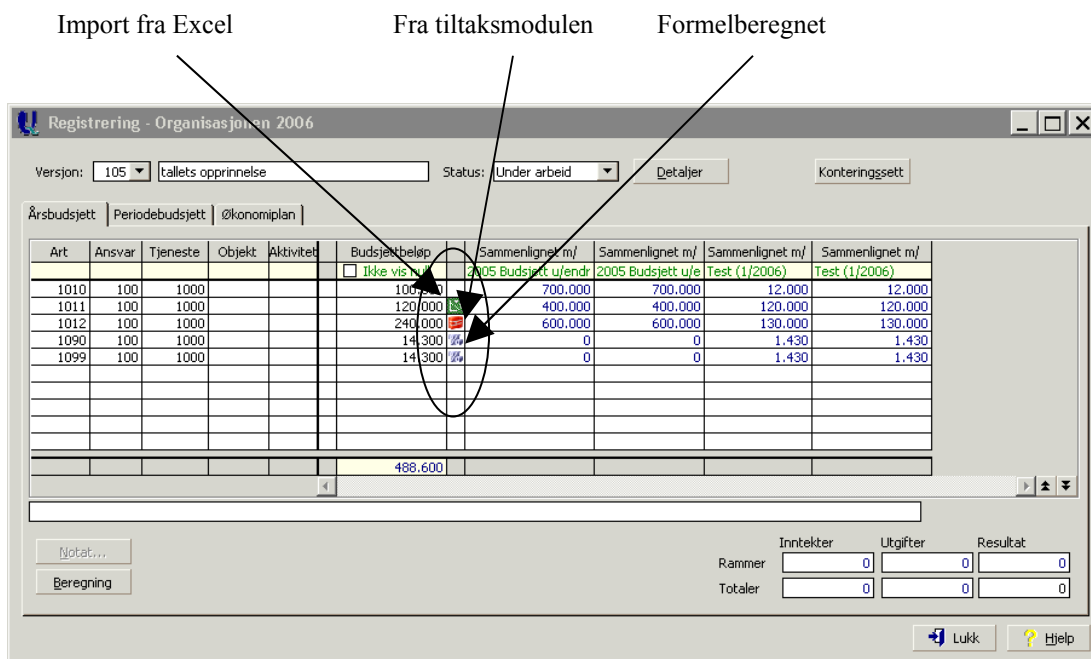 Import fra Excel Fra tiltaksmodulen Formelberegnet
Registrering - Organisasjonen 2006
Versjon: 105 tallets opprinnelse Status: Under arbeid Detaljer Konteringssett
Årsbudsjett Periodebudsjett Økonomiplan
Art Ansvar Tjeneste Objekt Aktivitet Budsjettbeløp Sammenlignet m/ Sammenlignet m/ Sammenlignet m/ Sammenlignet m/
Ikke vis null 2005 Budsjett u/endr 2005 Budsjett u/e Test (1/2006) Test (1/2006)
1010 100 1000 100.000 700.000 700.000 12.000 12.000
1011 100 1000 120.000 400.000 400.000 120.000 120.000
1012 100 1000 240.000 600.000 600.000 130.000 130.000
1090 100 1000 14.300 0 0 1.430 1.430
1099 100 1000 14.300 0 0 1.430 1.430
488.600
Notat...
Beregning
Inntekter Utgifter Resultat
Rammer 0 0 0
Totaler 0 0 0
Lukk Hjelp